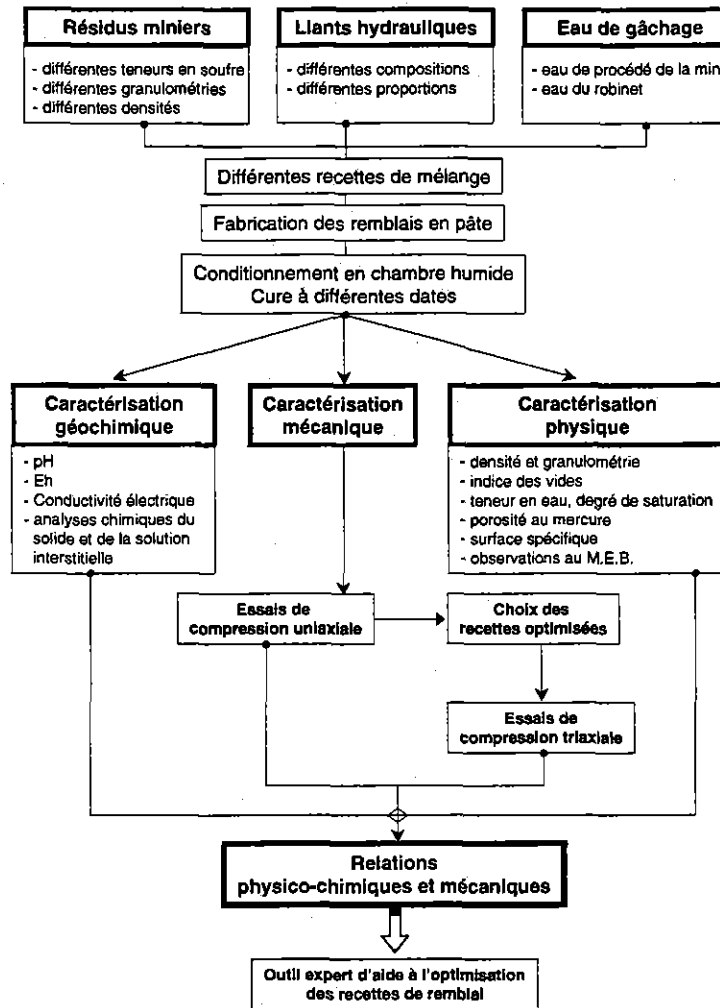 Résidus miniers
- différentes teneurs en soufre
- différentes granulométries
- différentes densités
Liants hydrauliques
- différentes compositions
- différentes proportions
Eau de gâchage
- eau de procédé de la min
- eau du robinet
Différentes recettes de mélange
Fabrication des remblais en pâte
Conditionnement en chambre humide
Cure à différentes dates
Caractérisation
géochimique
- pH
- Eh
- Conductivité électrique
- analyses chimiques du
solide et de la solution
interstitielle
Caractérisation
mécanique
Caractérisation
physique
- densité et granulométrie
- indice des vides
- teneur en eau, degré de saturation
- porosité au mercure
- surface spécifique
- observations au M.E.B.
Essais de
compression uniaxiale
Choix des
recettes optimisées
Essais de
compression triaxiale
Relations
physico-chimiques et mécaniques
Outil expert d'aide à l'optimisation
des recettes de remblai